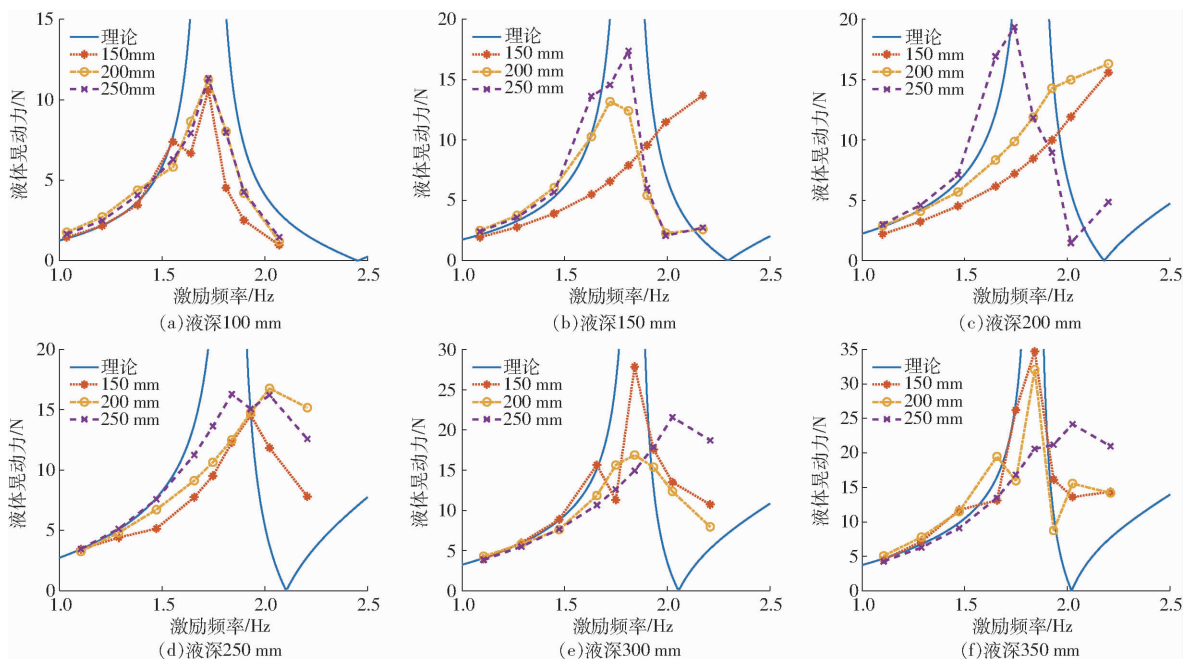 15
10
5
0
液体晃动力/N
理论
150mm
200mm
250mm
1.0
1.5
2.0
2.5
激励频率/Hz
(a)液深100 mm
20
15
10
5
0
液体晃动力/N
理论
150 mm
200 mm
250 mm
1.0
1.5
2.0
2.5
激励频率/Hz
(b)液深150 mm
20
15
10
5
0
液体晃动力/N
理论
150 mm
200 mm
250 mm
1.0
1.5
2.0
2.5
激励频率/Hz
(c)液深200 mm
20
15
10
5
0
液体晃动力/N
理论
150 mm
200 mm
250 mm
1.0
1.5
2.0
2.5
激励频率/Hz
(d)液深250 mm
30
25
20
15
10
5
0
液体晃动力/N
理论
150 mm
200 mm
250 mm
1.0
1.5
2.0
2.5
激励频率/Hz
(e)液深300 mm
35
30
25
20
15
10
5
0
液体晃动力/N
理论
150 mm
200 mm
250 mm
1.0
1.5
2.0
2.5
激励频率/Hz
(f)液深350 mm